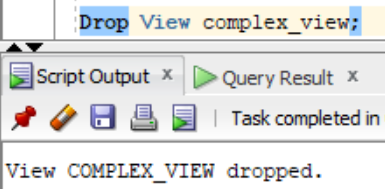 Drop View complex_view;
Script Output x Query Result x
Task completed in
View COMPLEX_VIEW dropped.